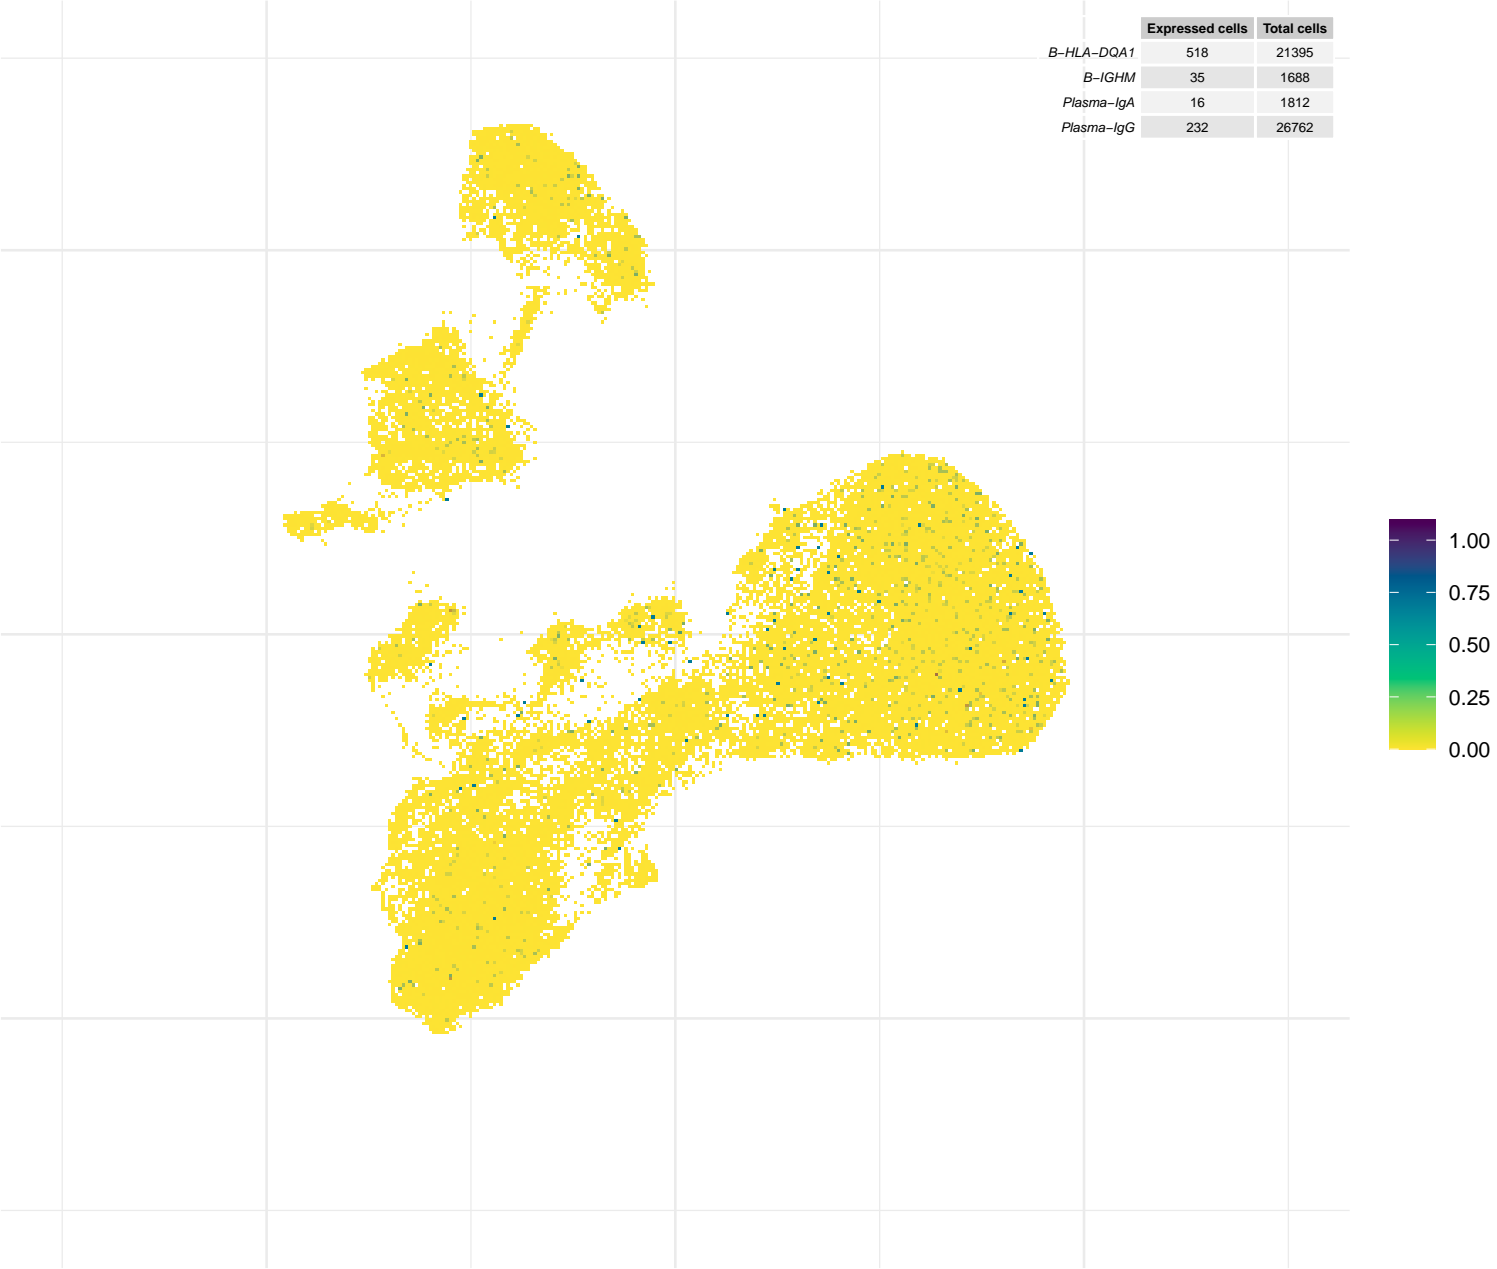 Expressed cells Total cells
B−HLA−DQA1 518 21395
B−IGHM 35 1688
Plasma−IgA 16 1812
Plasma−IgG 232 26762
1.00
0.75
0.50
0.25
0.00